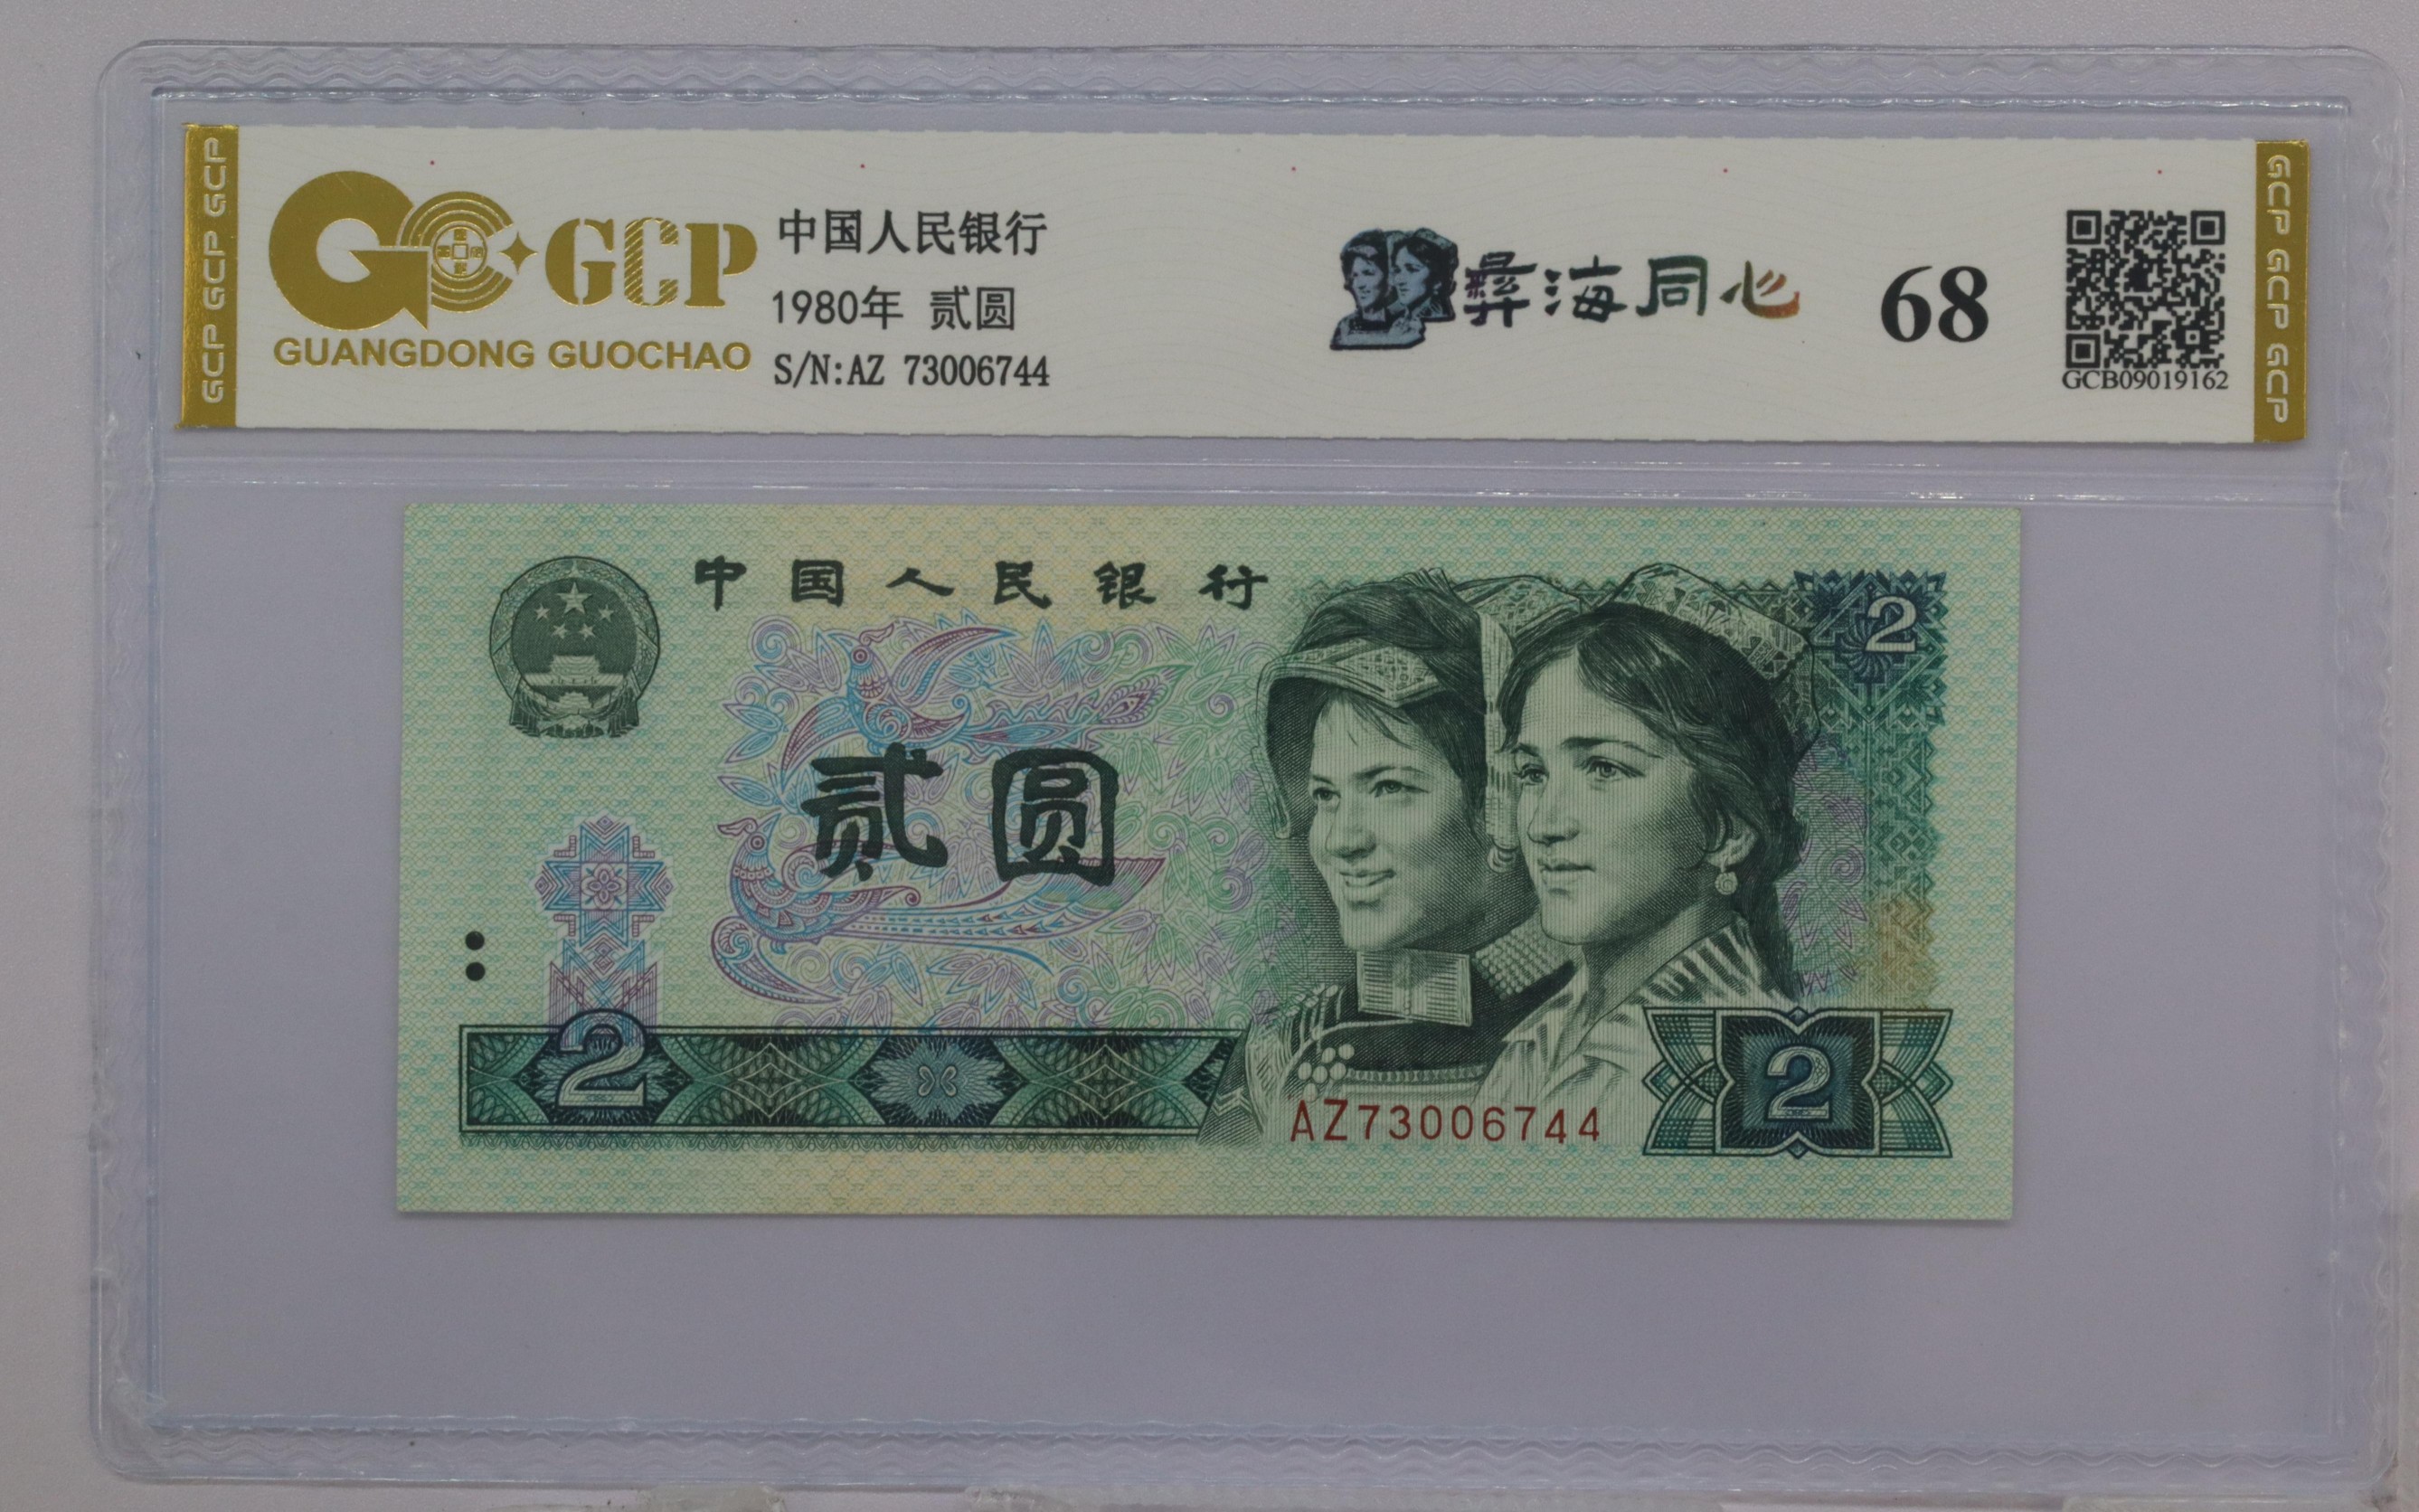 GCP GCP GCP
GCP
GUANGDONG GUOCHAO
中国人民银行
1980年 贰圆
S/N:AZ 73006744
彝海同心
68
GCB09019162
GCP GCP GCP
中国人民银行
2
贰圆
2
AZ73006744
2